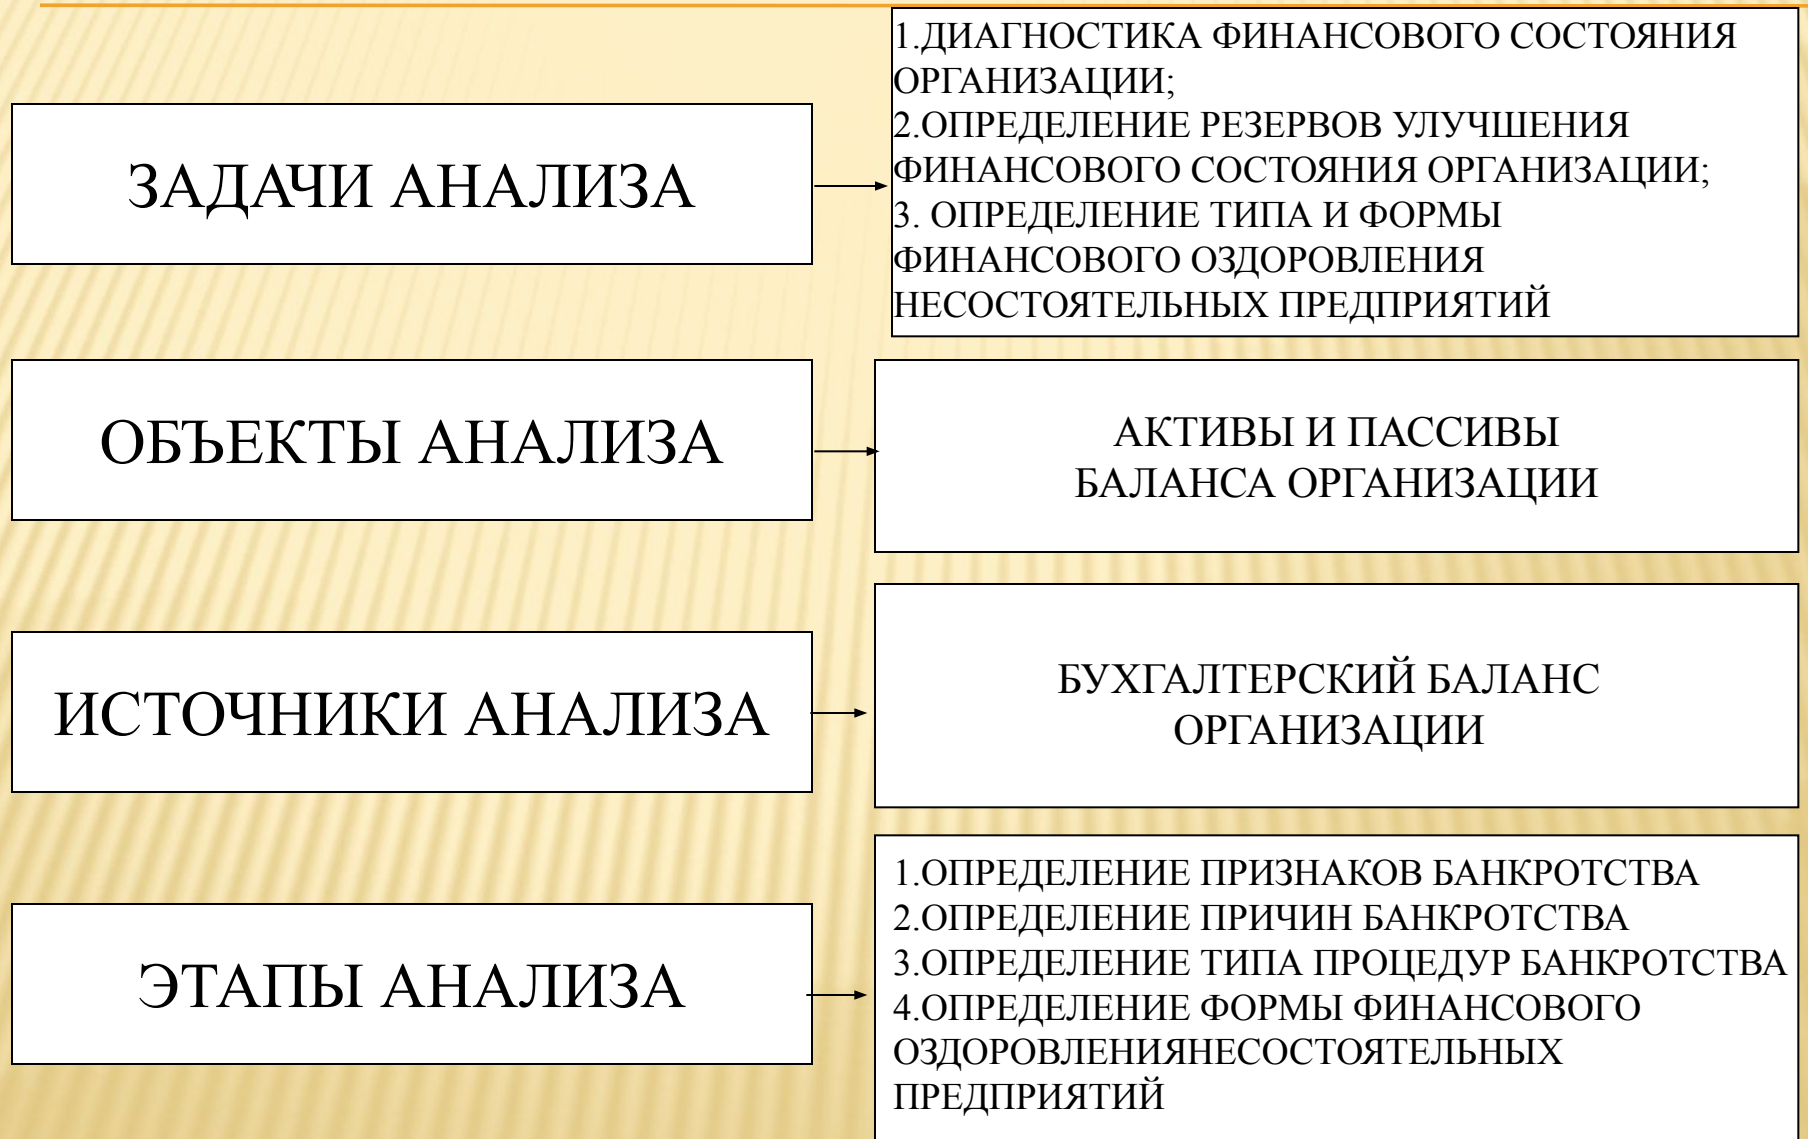 ЗАДАЧИ АНАЛИЗА
1.ДИАГНОСТИКА ФИНАНСОВОГО СОСТОЯНИЯ
ОРГАНИЗАЦИИ;
2.ОПРЕДЕЛЕНИЕ РЕЗЕРВОВ УЛУЧШЕНИЯ
ФИНАНСОВОГО СОСТОЯНИЯ ОРГАНИЗАЦИИ;
3. ОПРЕДЕЛЕНИЕ ТИПА И ФОРМЫ
ФИНАНСОВОГО ОЗДОРОВЛЕНИЯ
НЕСОСТОЯТЕЛЬНЫХ ПРЕДПРИЯТИЙ
ОБЪЕКТЫ АНАЛИЗА
АКТИВЫ И ПАССИВЫ
БАЛАНСА ОРГАНИЗАЦИИ
ИСТОЧНИКИ АНАЛИЗА
БУХГАЛТЕРСКИЙ БАЛАНС
ОРГАНИЗАЦИИ
ЭТАПЫ АНАЛИЗА
1.ОПРЕДЕЛЕНИЕ ПРИЗНАКОВ БАНКРОТСТВА
2.ОПРЕДЕЛЕНИЕ ПРИЧИН БАНКРОТСТВА
3.ОПРЕДЕЛЕНИЕ ТИПА ПРОЦЕДУР БАНКРОТСТВА
4.ОПРЕДЕЛЕНИЕ ФОРМЫ ФИНАНСОВОГО
ОЗДОРОВЛЕНИЯНЕСОСТОЯТЕЛЬНЫХ
ПРЕДПРИЯТИЙ